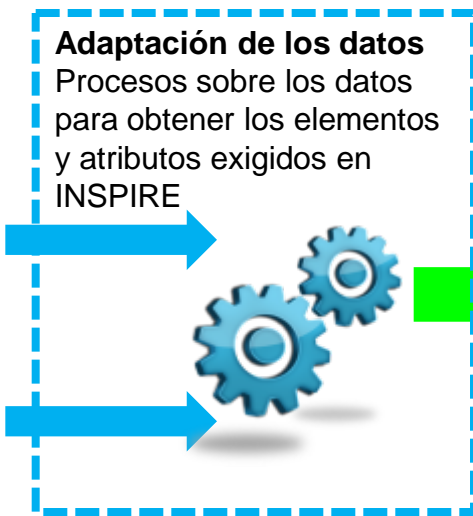 Adaptación de los datos
Procesos sobre los datos
para obtener los elementos
y atributos exigidos en
INSPIRE